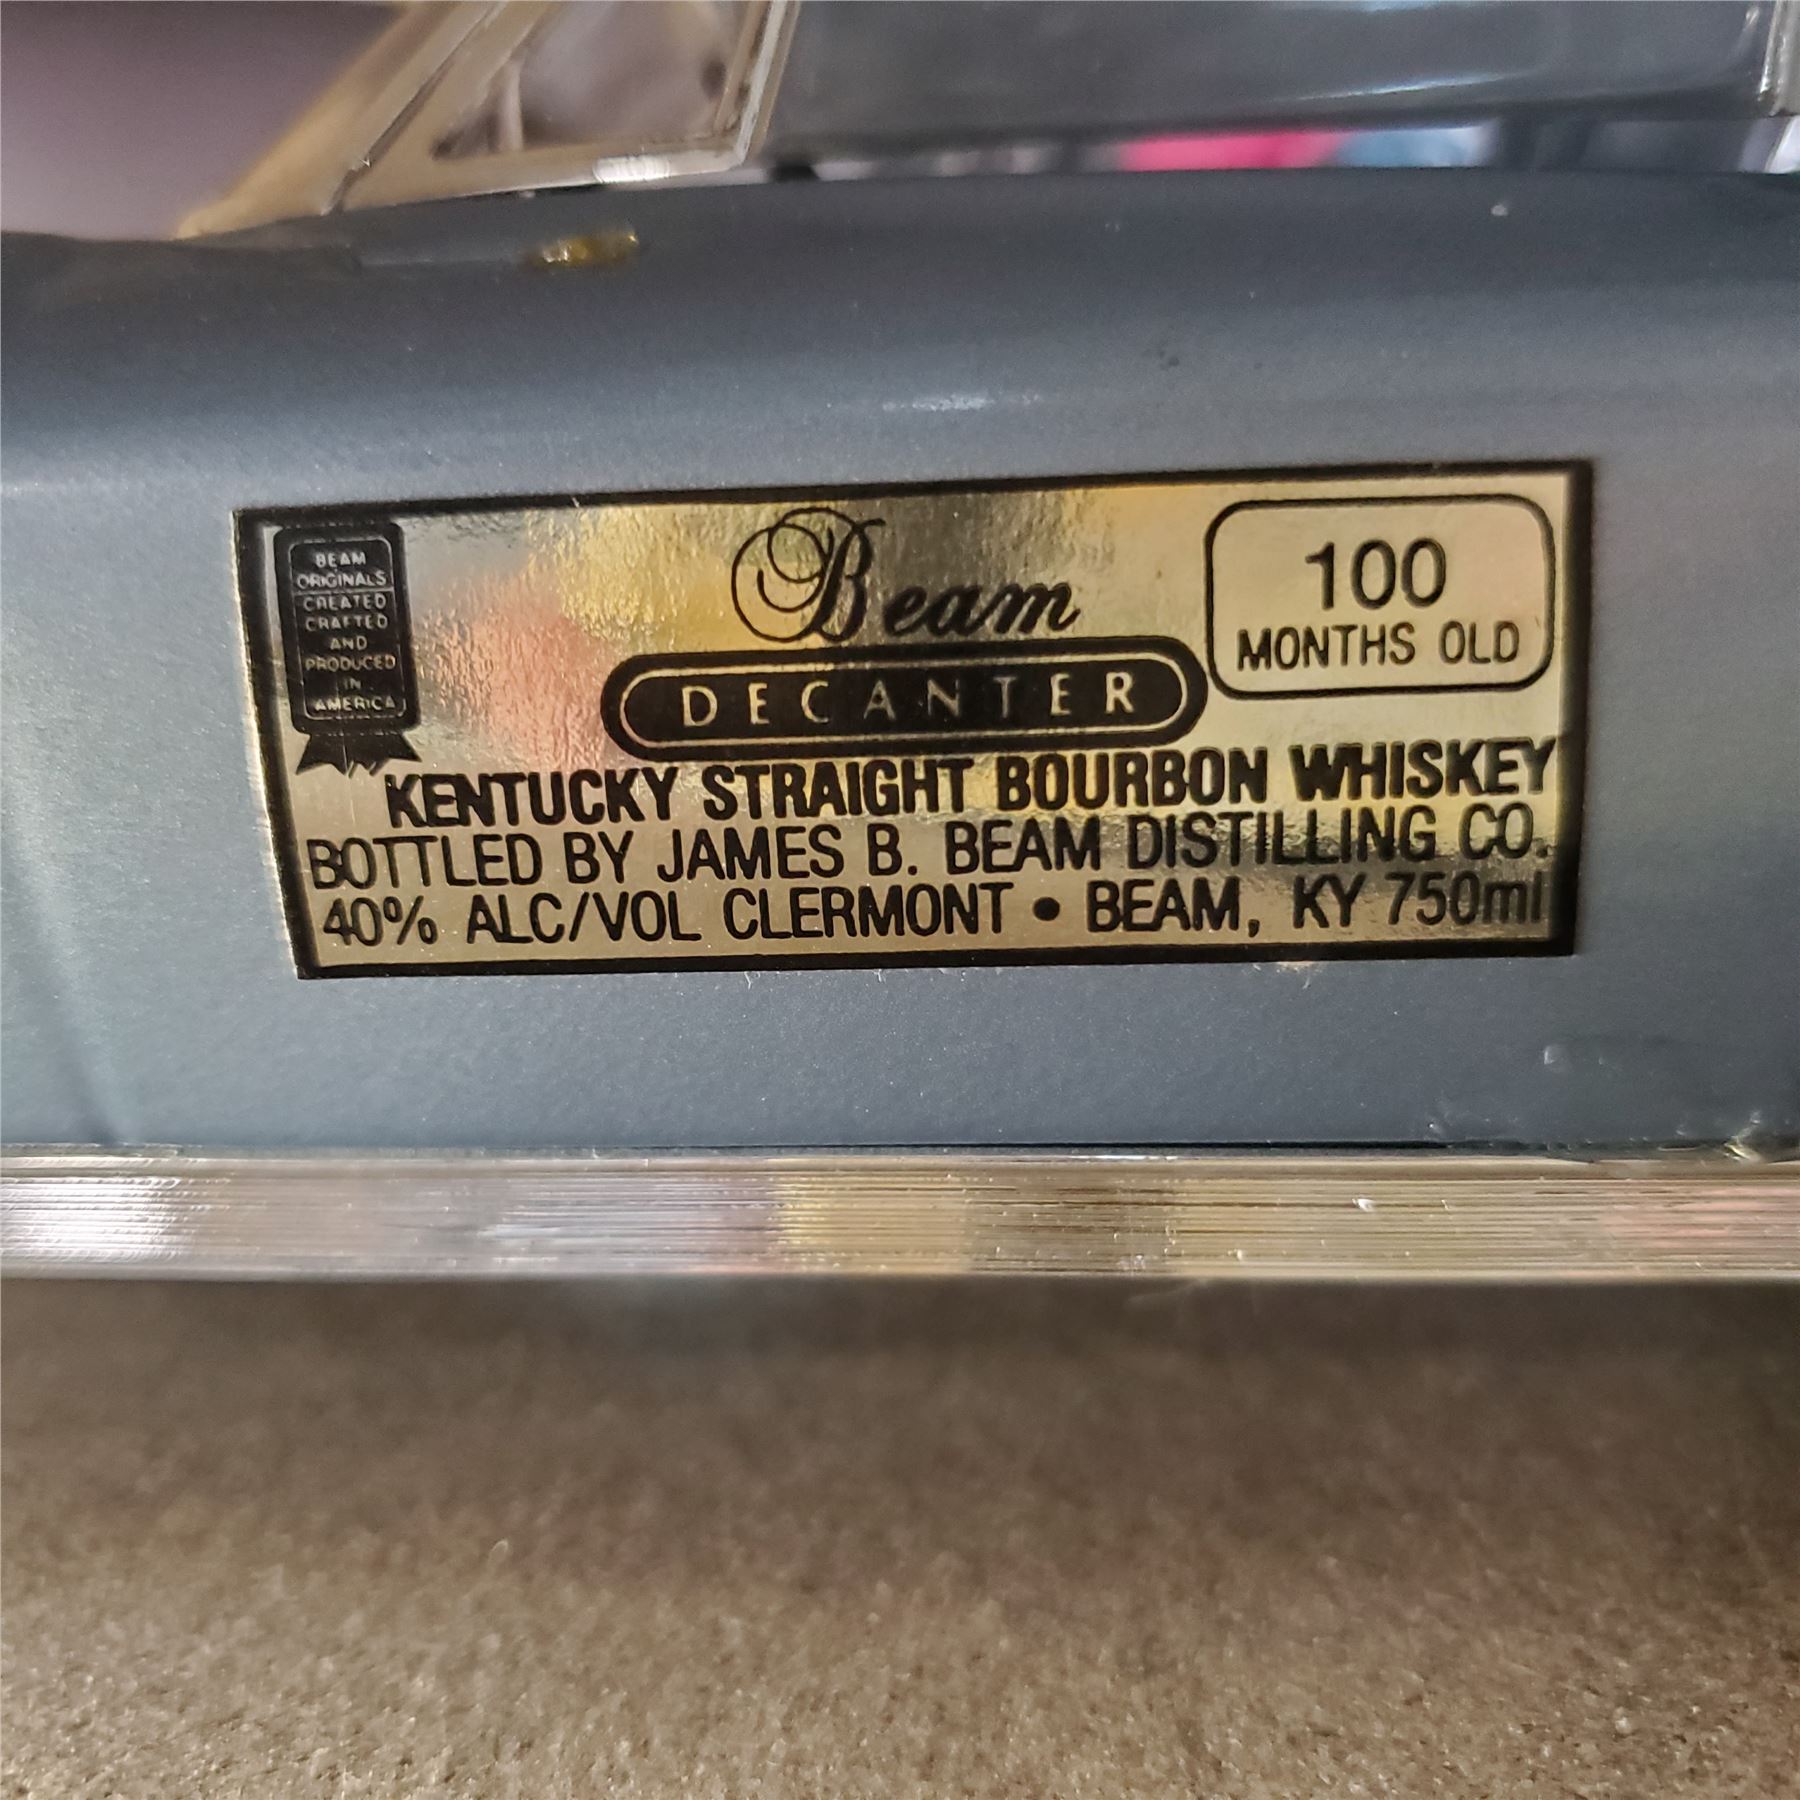 BEAM
ORIGINALS
CREATED
CRAFTED
AND
PRODUCED
IN
AMERICA
Beam
DECANTER
100
MONTHS OLD
KENTUCKY STRAIGHT BOURBON WHISKEY
BOTTLED BY JAMES B. BEAM DISTILLING CO.
40% ALC/VOL CLERMONT • BEAM, KY 750ml